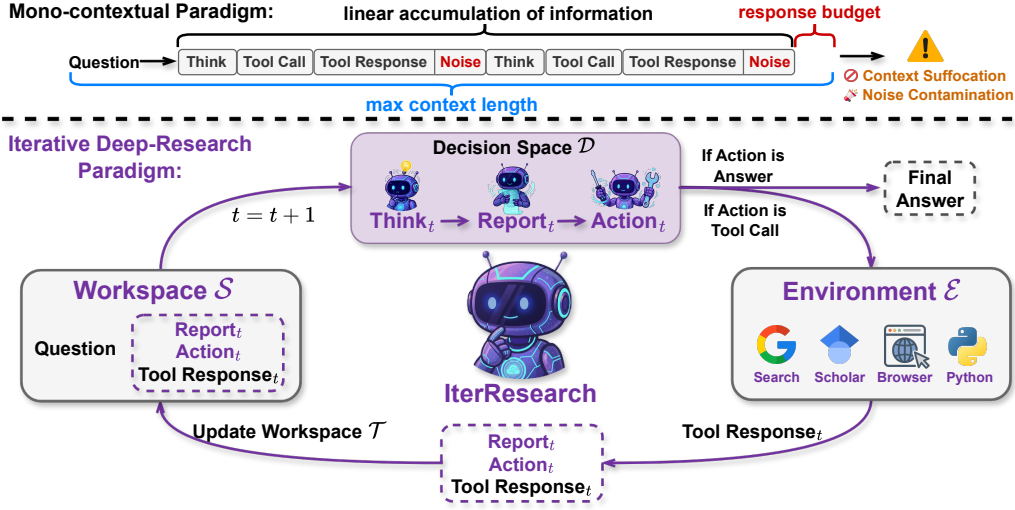 Mono-contextual Paradigm:
linear accumulation of information
response budget
Question
Think
Tool Call
Tool Response
Noise
Think
Tool Call
Tool Response
Noise
max context length
Context Suffocation
Noise Contamination
Iterative Deep-Research
Paradigm:
Decision Space 𝒟
Think_t
Report_t
Action_t
t = t + 1
If Action is
Answer
If Action is
Tool Call
Final
Answer
Workspace 𝒮
Question
Report_t
Action_t
Tool Response_t
IterResearch
Environment ℰ
Search
Scholar
Browser
Python
Update Workspace 𝒯
Report_t
Action_t
Tool Response_t
Tool Response_t